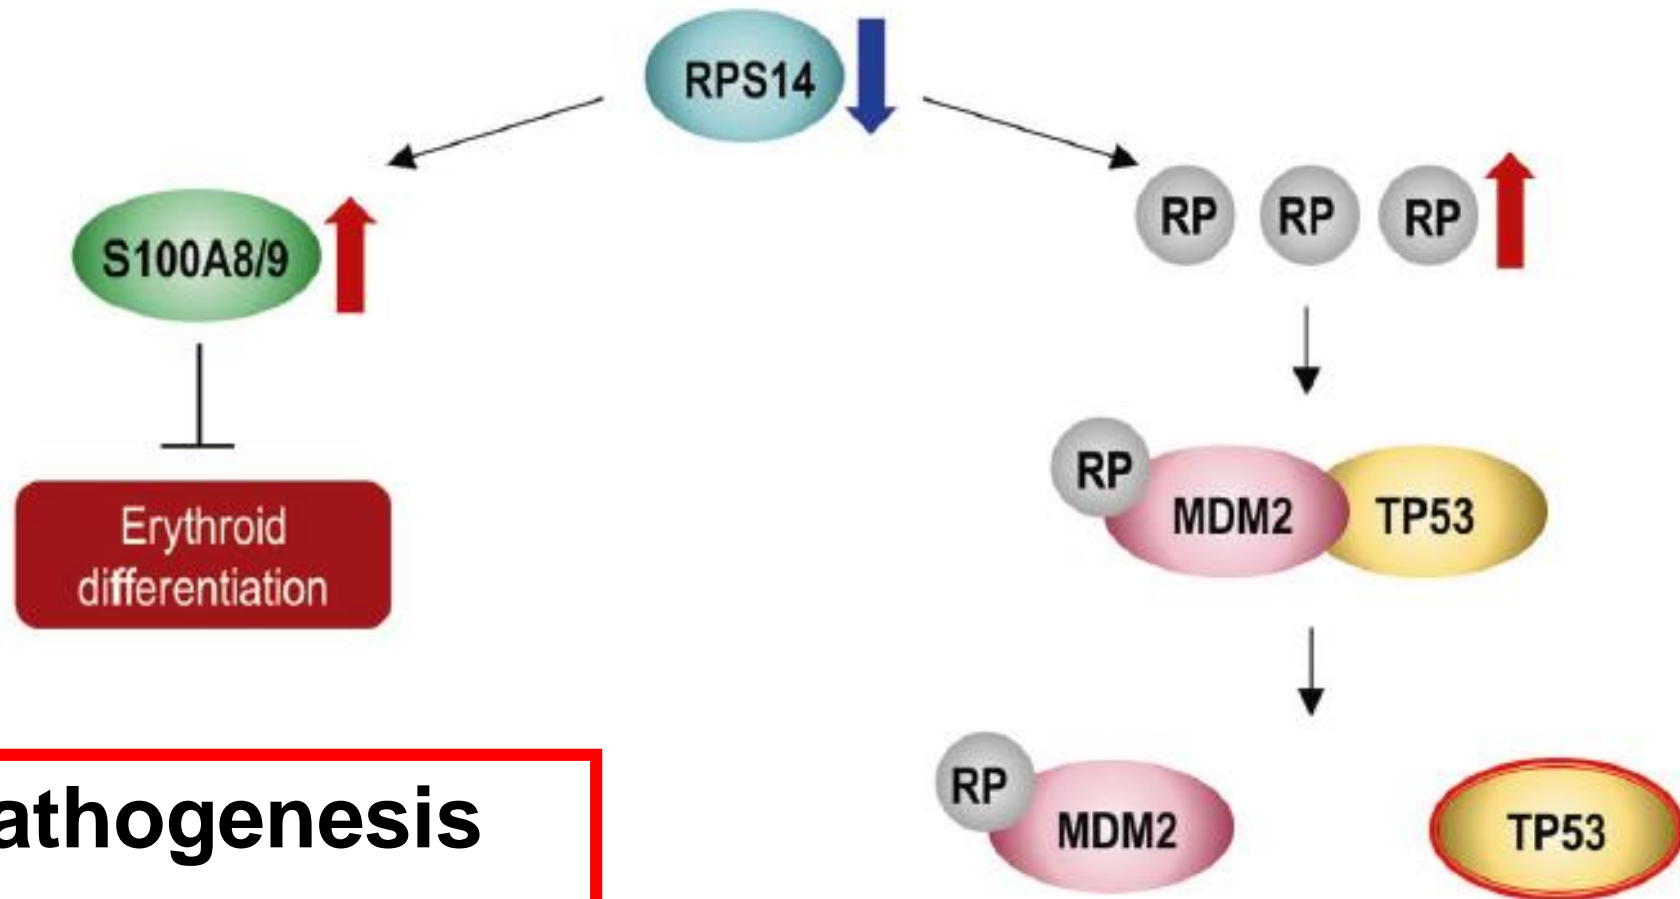 RPS14
RP RP RP
S100A8/9
RP
MDM2 TP53
Erythroid
differentiation
RP
MDM2 TP53
athogenesis